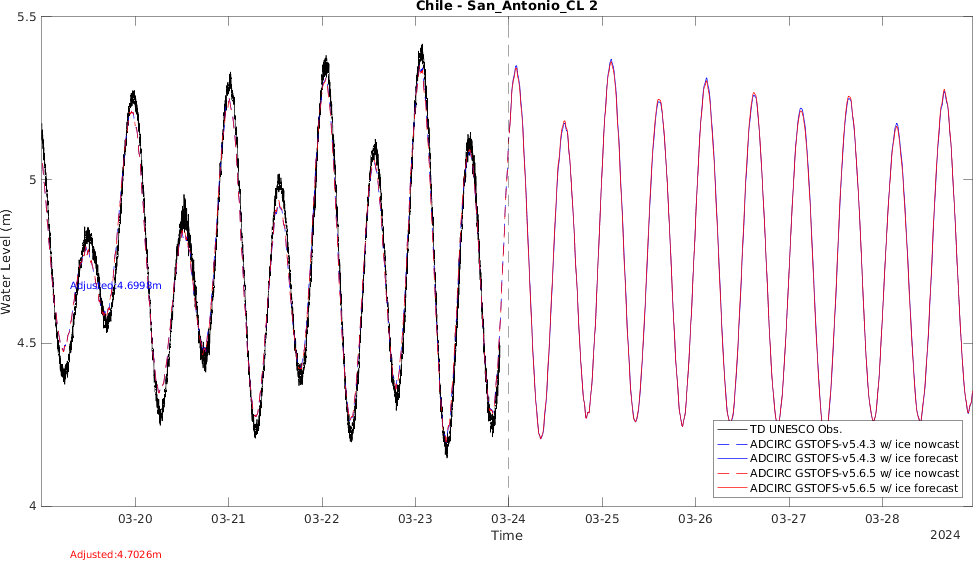 Chile - San_Antonio_CL 2
5.5
5
4.5
4
Water Level (m)
Adjusted:4.6998m
TD UNESCO Obs.
ADCIRC GSTOFS-v5.4.3 w/ ice nowcast
ADCIRC GSTOFS-v5.4.3 w/ ice forecast
ADCIRC GSTOFS-v5.6.5 w/ ice nowcast
ADCIRC GSTOFS-v5.6.5 w/ ice forecast
03-20 03-21 03-22 03-23 03-24 03-25 03-26 03-27 03-28
Time
2024
Adjusted:4.7026m